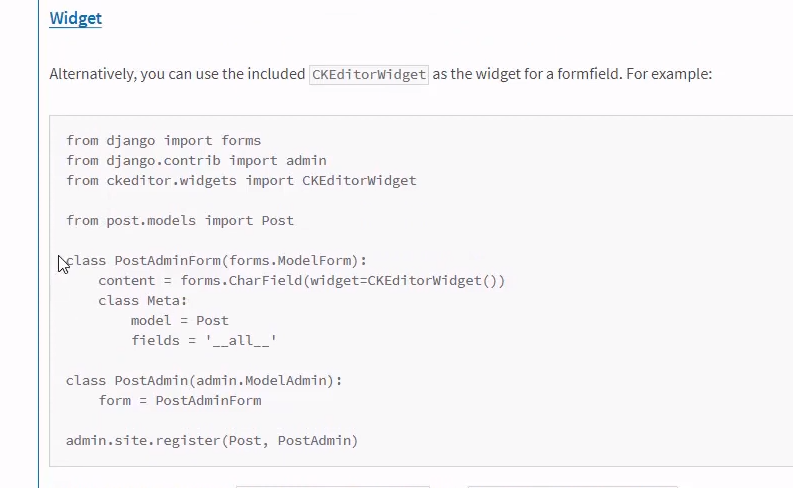 Widget
Alternatively, you can use the included CKEditorWidget as the widget for a formfield. For example:
from django import forms
from django.contrib import admin
from ckeditor.widgets import CKEditorWidget
from post.models import Post
class PostAdminForm(forms.ModelForm):
    content = forms.CharField(widget=CKEditorWidget())
    class Meta:
        model = Post
        fields = '__all__'
class PostAdmin(admin.ModelAdmin):
    form = PostAdminForm
admin.site.register(Post, PostAdmin)